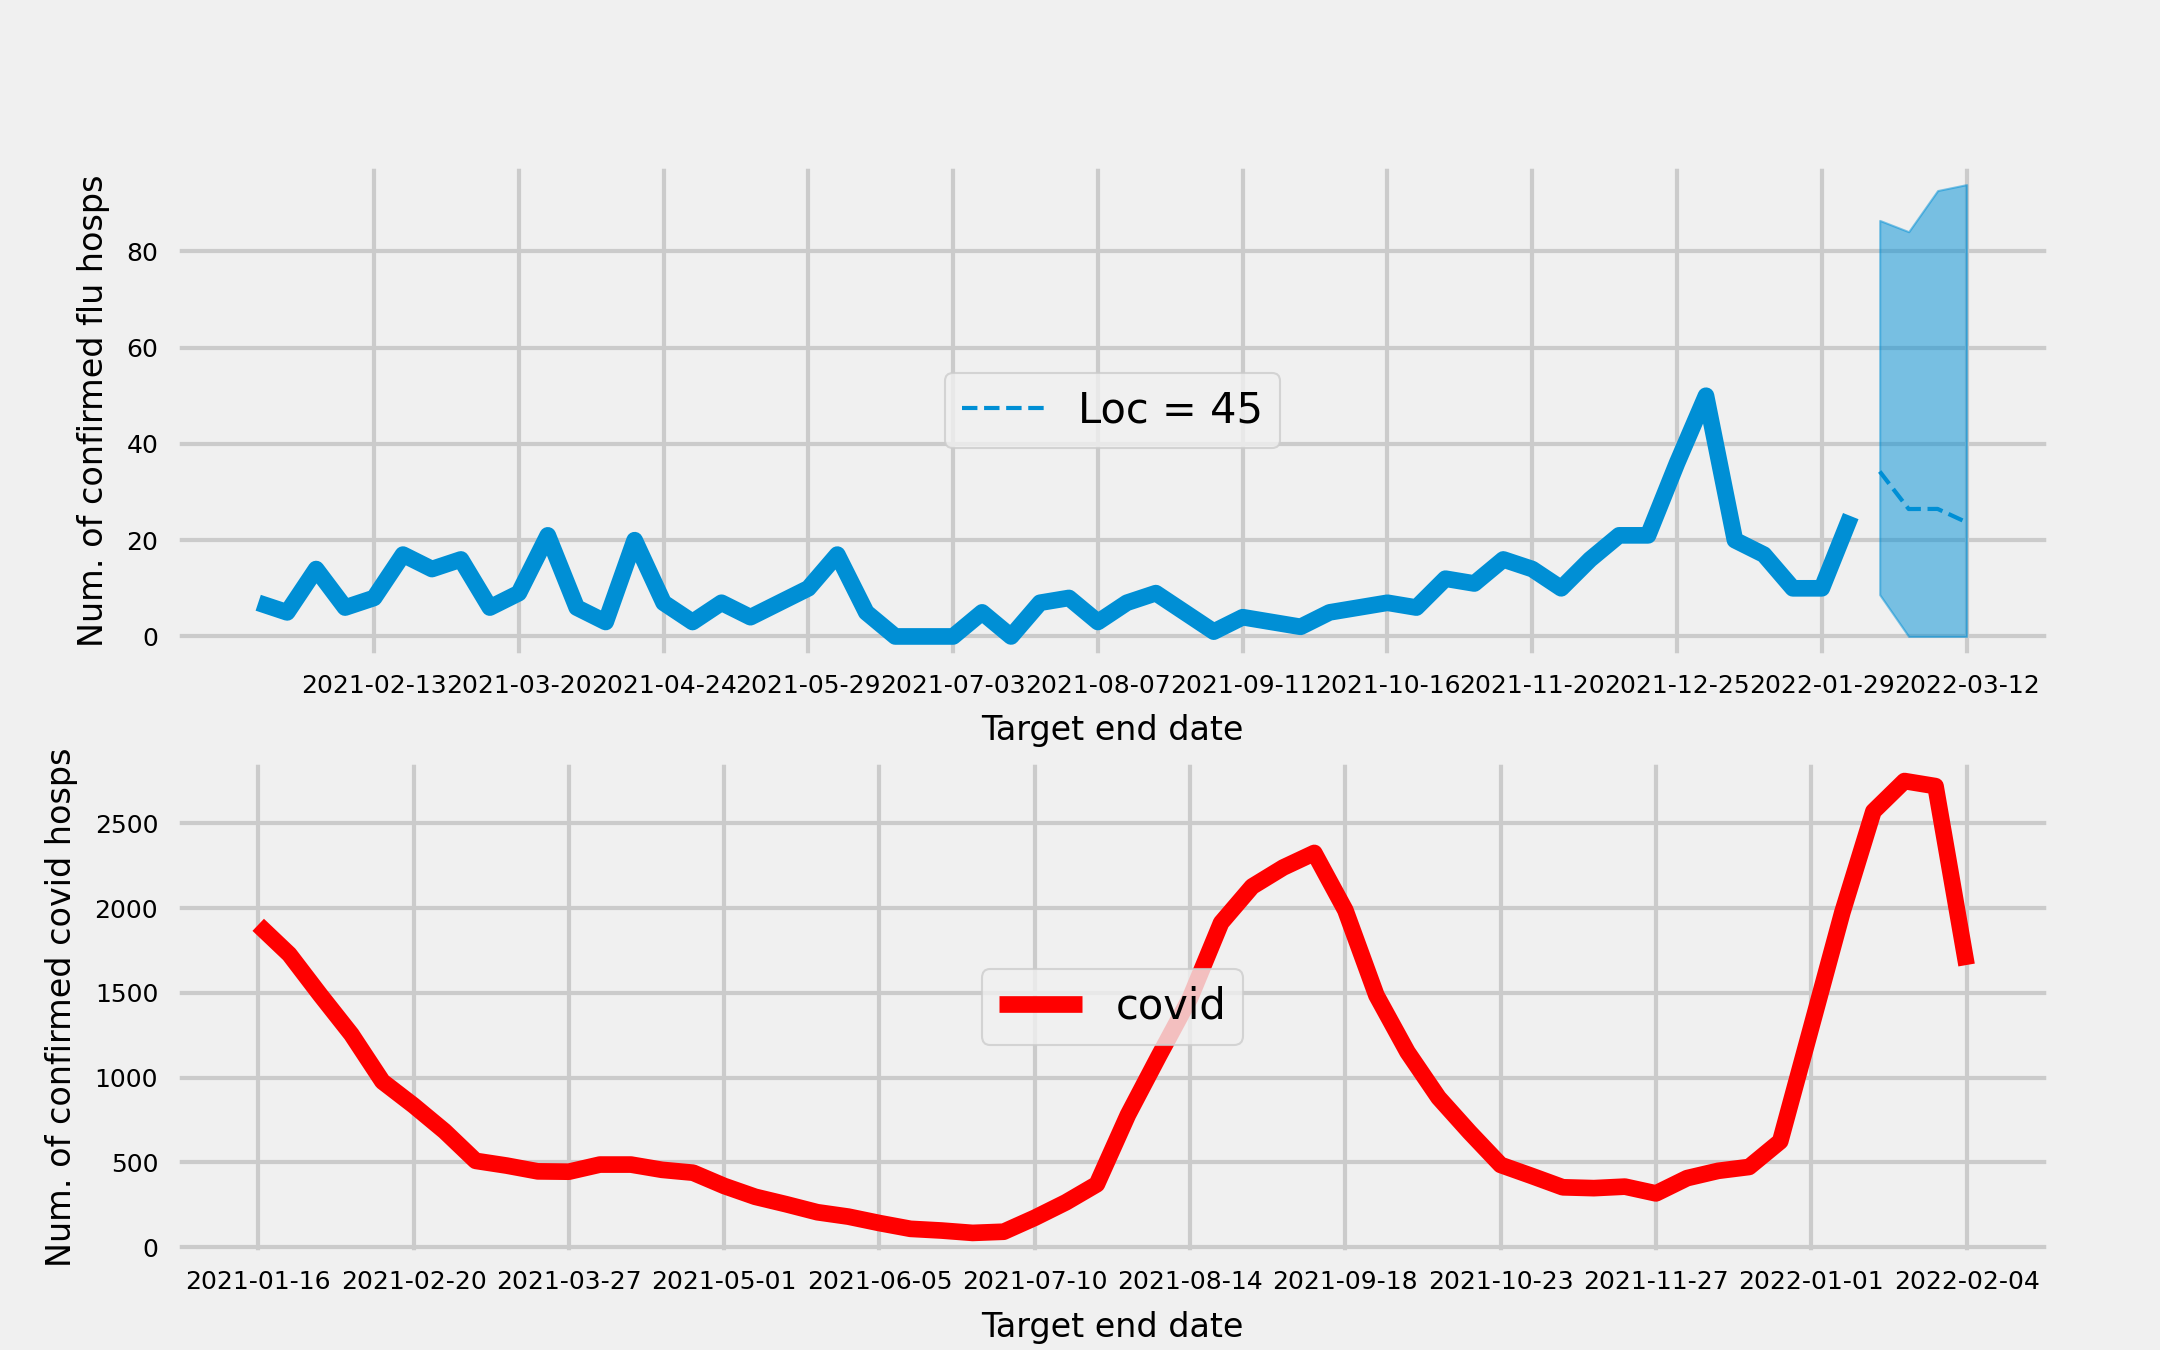 Num. of confirmed flu hosps
80
60
40
20
0
Loc = 45
2021-02-13 2021-03-20 2021-04-24 2021-05-29 2021-07-03 2021-08-07 2021-09-11 2021-10-16 2021-11-20 2021-12-25 2022-01-29 2022-03-12
Target end date
Num. of confirmed covid hosps
2500
2000
1500
1000
500
0
covid
2021-01-16 2021-02-20 2021-03-27 2021-05-01 2021-06-05 2021-07-10 2021-08-14 2021-09-18 2021-10-23 2021-11-27 2022-01-01 2022-02-04
Target end date